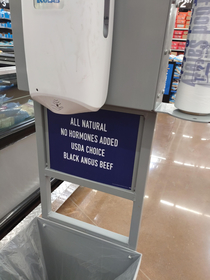 ALL NATURAL
NO HORMONES ADDED
USDA CHOICE
BLACK ANGUS BEEF